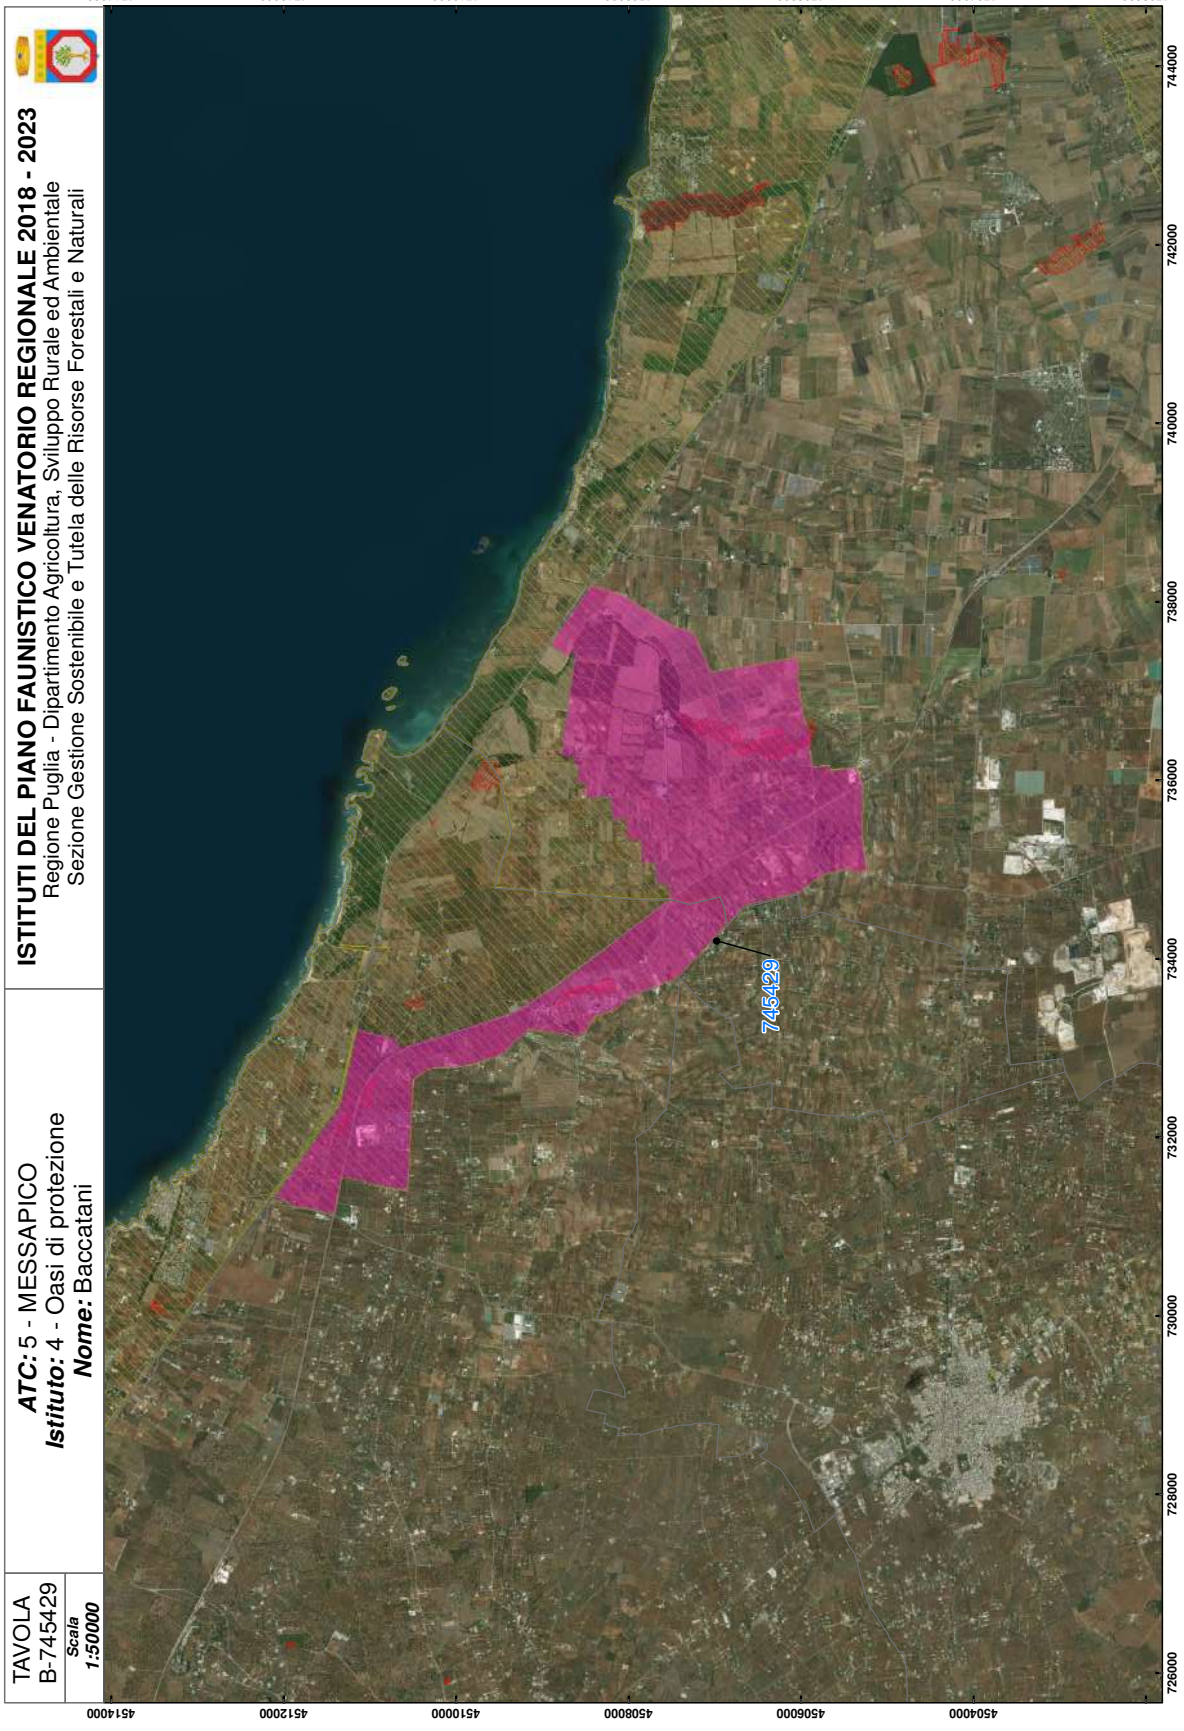 TAVOLA
B-745429
Scala
1:50000
ATC: 5 - MESSAPICO
Istituto: 4 - Oasi di protezione
Nome: Baccatani
ISTITUTI DEL PIANO FAUNISTICO VENATORIO REGIONALE 2018 - 2023
Regione Puglia - Dipartimento Agricoltura, Sviluppo Rurale ed Ambientale
Sezione Gestione Sostenibile e Tutela delle Risorse Forestali e Naturali
4514000
4512000
4510000
4508000
4506000
4504000
745429
726000
728000
730000
732000
734000
736000
738000
740000
742000
744000